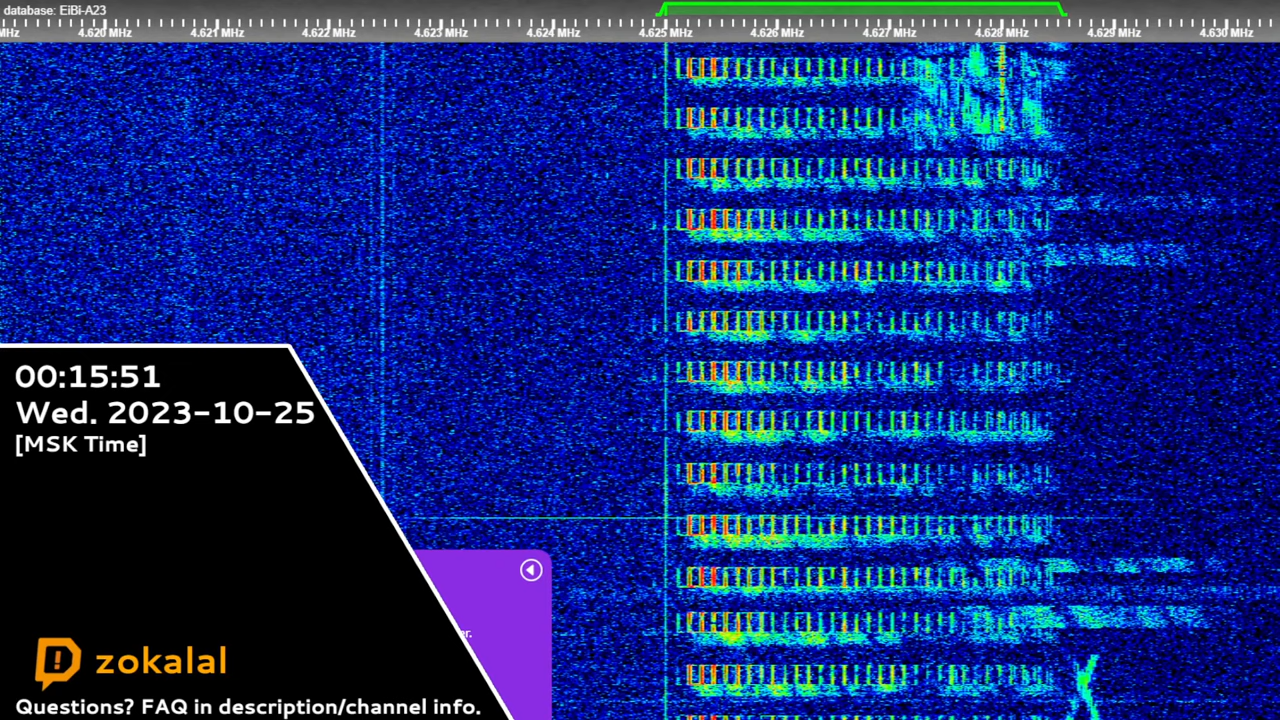 database: EiBi-A23
MHz 4.620 MHz 4.621 MHz 4.622 MHz 4.623 MHz 4.624 MHz 4.625 MHz 4.626 MHz 4.627 MHz 4.628 MHz 4.629 MHz 4.630 MHz
00:15:51
Wed. 2023-10-25
[MSK Time]
zokalal
Questions? FAQ in description/channel info.